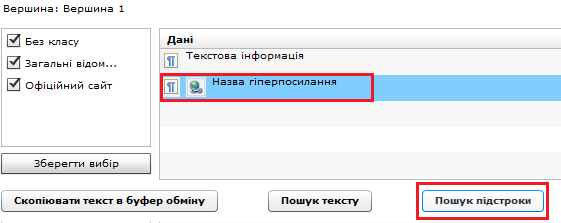 Вершина: Вершина 1
Без класу
Загальні відом...
Офіційний сайт
Зберегти вибір
Дані
Текстова інформація
Назва гіперпосилання
Скопіювати текст в буфер обміну
Пошук тексту
Пошук підстроки